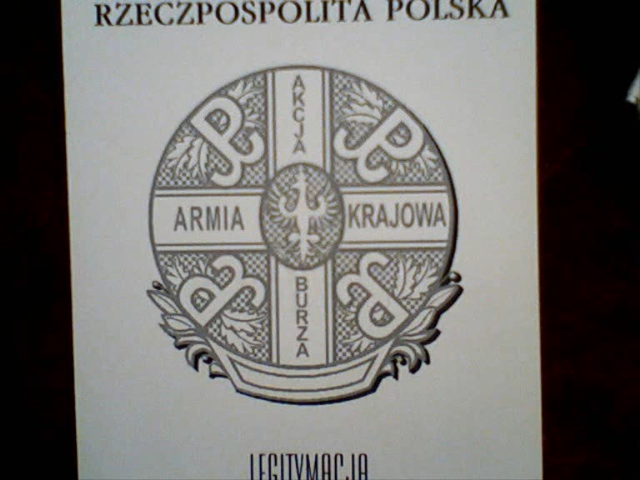 RZECZPOSPOLITA POLSKA
AKCJA
ARMIA KRAJOWA
BURZA
LEGITYMACJA